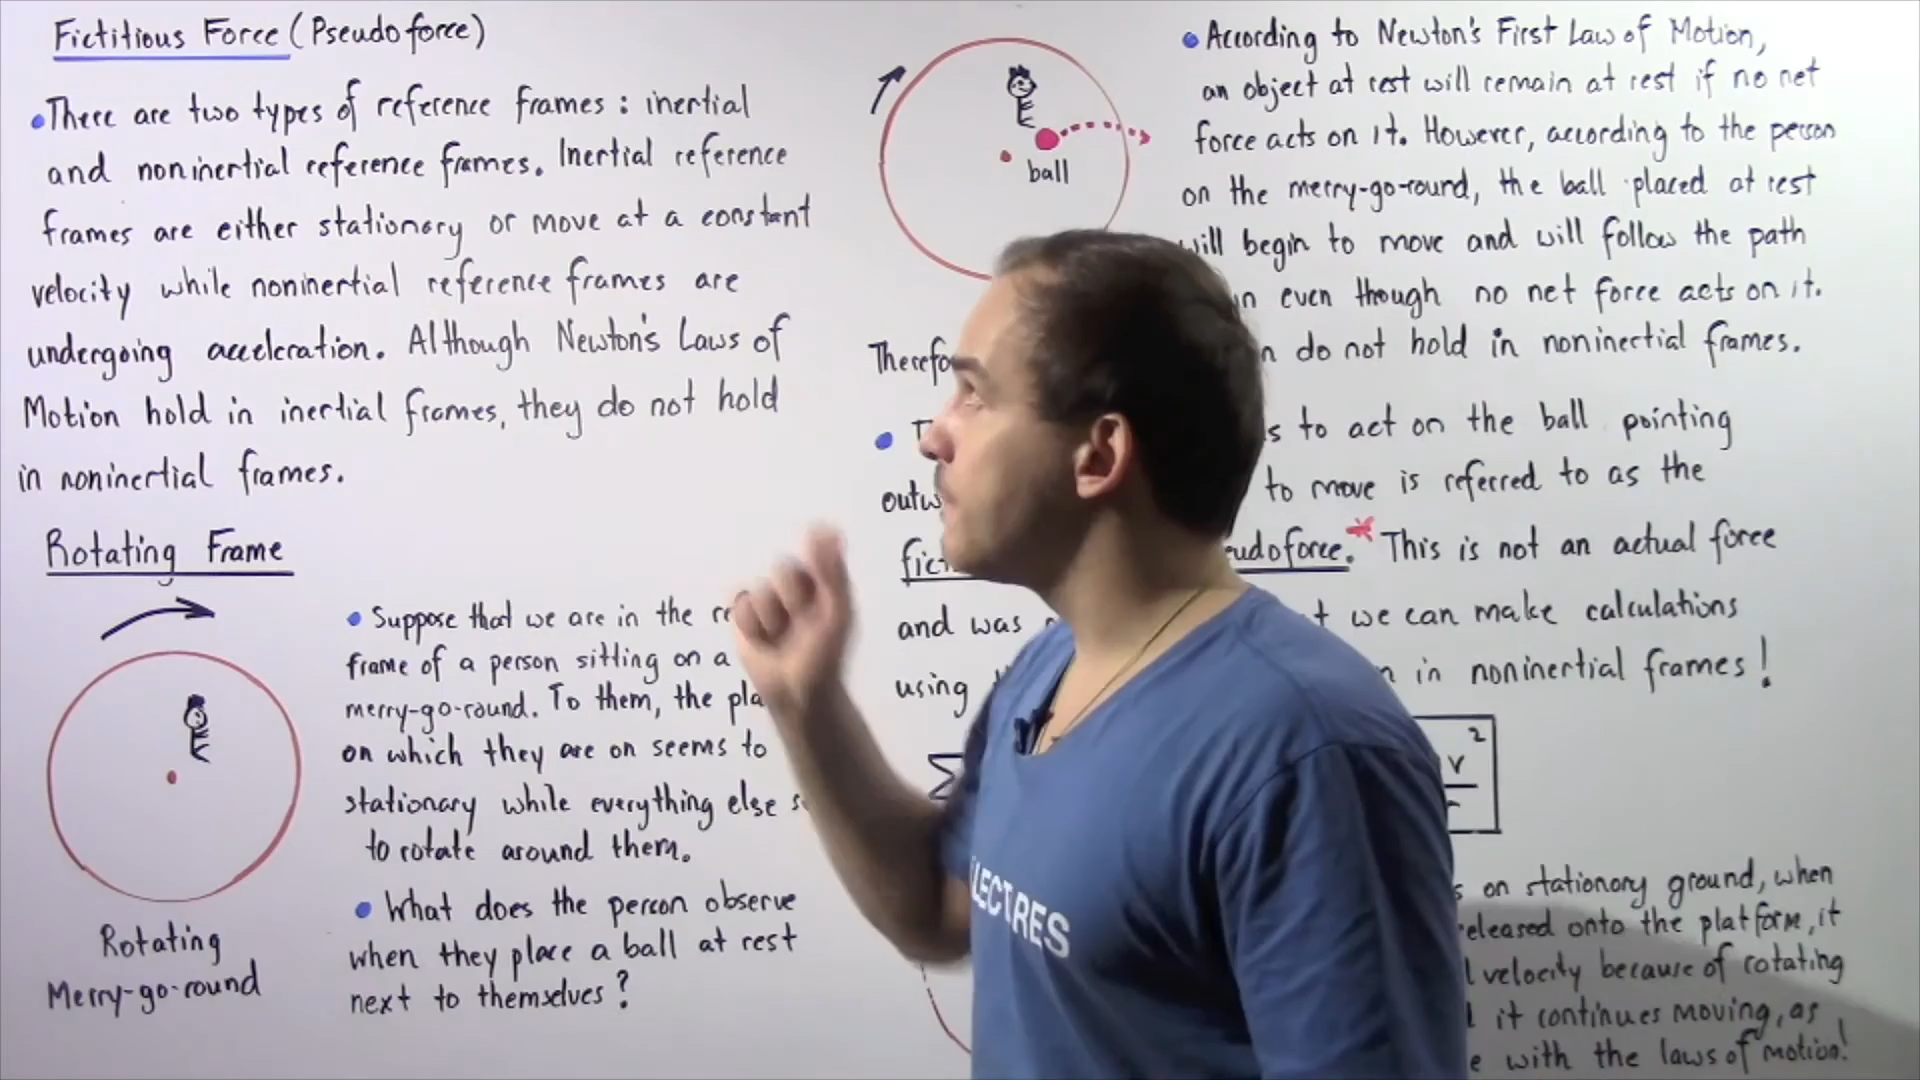 Fictitious Force (Pseudoforce)
• There are two types of reference frames: inertial
and noninertial reference frames. Inertial reference
frames are either stationary or move at a constant
velocity while noninertial reference frames are
undergoing acceleration. Although Newton's Laws of
Motion hold in inertial frames, they do not hold
in noninertial frames.
Rotating Frame
Rotating
Merry-go-round
• Suppose that we are in the
frame of a person sitting on a
merry-go-round. To them, the
on which they are on seems to
stationary while everything else
to rotate around them.
• What does the person observe
when they place a ball at rest
next to themselves?
ball
• According to Newton's First Law of Motion,
an object at rest will remain at rest if no net
force acts on it. However, according to the person
on the merry-go-round, the ball placed at rest
will begin to move and will follow the path
even though no net force acts on it.
do not hold in noninertial frames.
• to act on the ball pointing
to move is referred to as the
This is not an actual force
and was we can make calculations
using in noninertial frames!
Σ v²
on stationary ground, when
released onto the platform, it
velocity because of rotating
it continues moving, as
with the laws of motion!
LECTURES